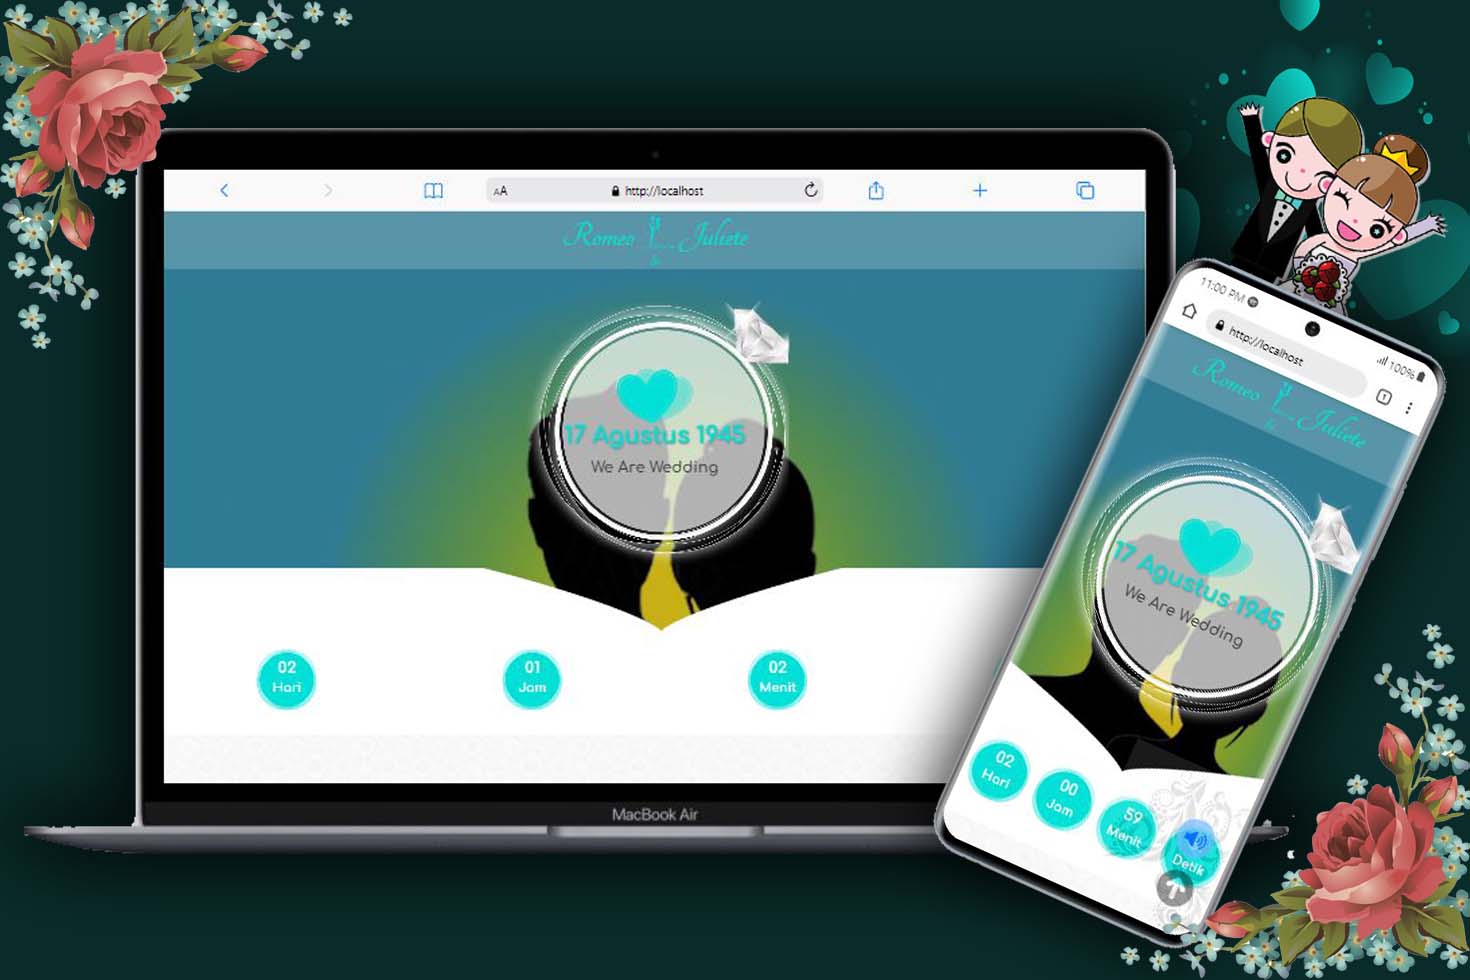 AA http://localhost
Romeo & Juliete
17 Agustus 1945
We Are Wedding
02
Hari
01
Jam
02
Menit
MacBook Air
11:00 PM
100%
http://localhost
Romeo & Juliete
17 Agustus 1945
We Are Wedding
02
Hari
00
Jam
59
Menit
Detik